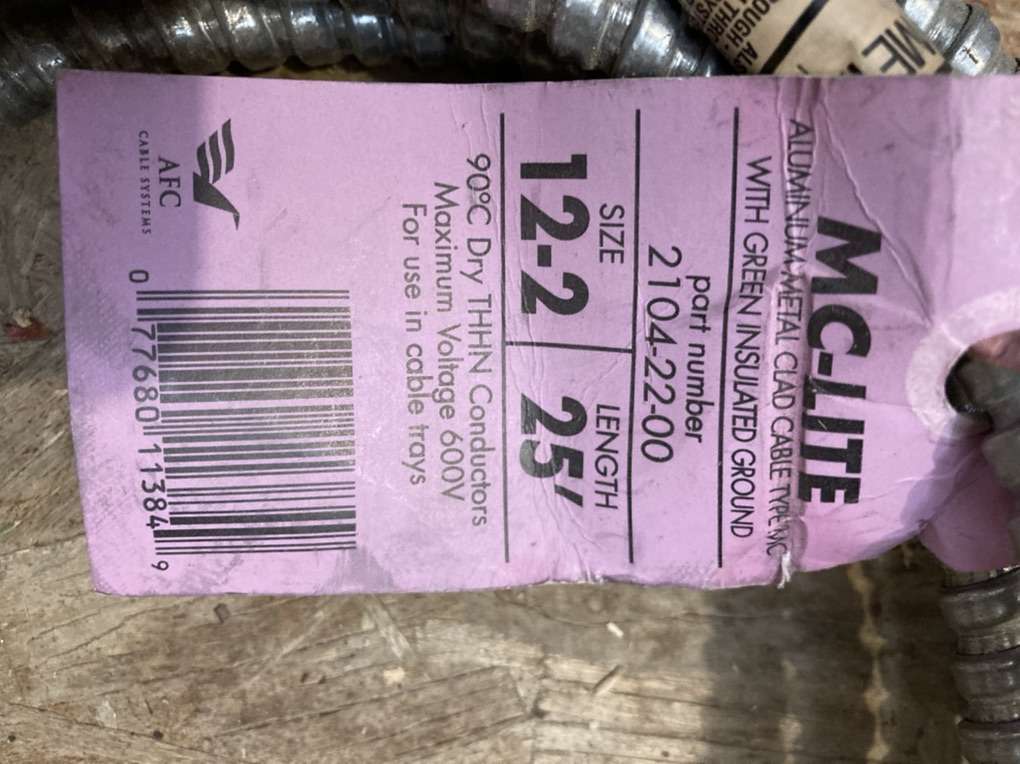 MC-LITE
ALUMINIUM METAL CLAD CABLE TYPE MC
WITH GREEN INSULATED GROUND
part number
2104-22-00
SIZE
12-2
LENGTH
25'
90°C Dry THHN Conductors
Maximum Voltage 600V
For use in cable trays
AFC
CABLE SYSTEMS
0 77680 11384 9